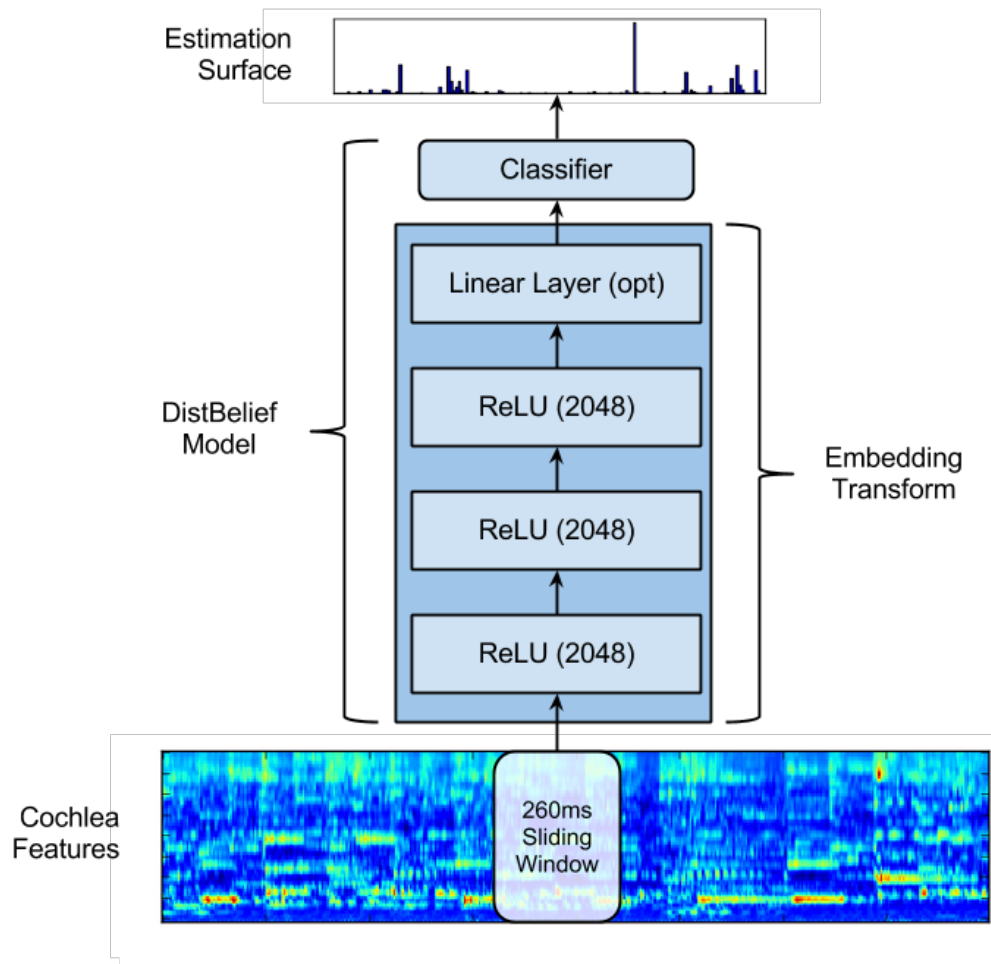 Estimation
Surface
Classifier
Linear Layer (opt)
ReLU (2048)
DistBelief
Model
ReLU (2048)
Embedding
Transform
ReLU (2048)
Cochlea
Features
260ms
Sliding
Window